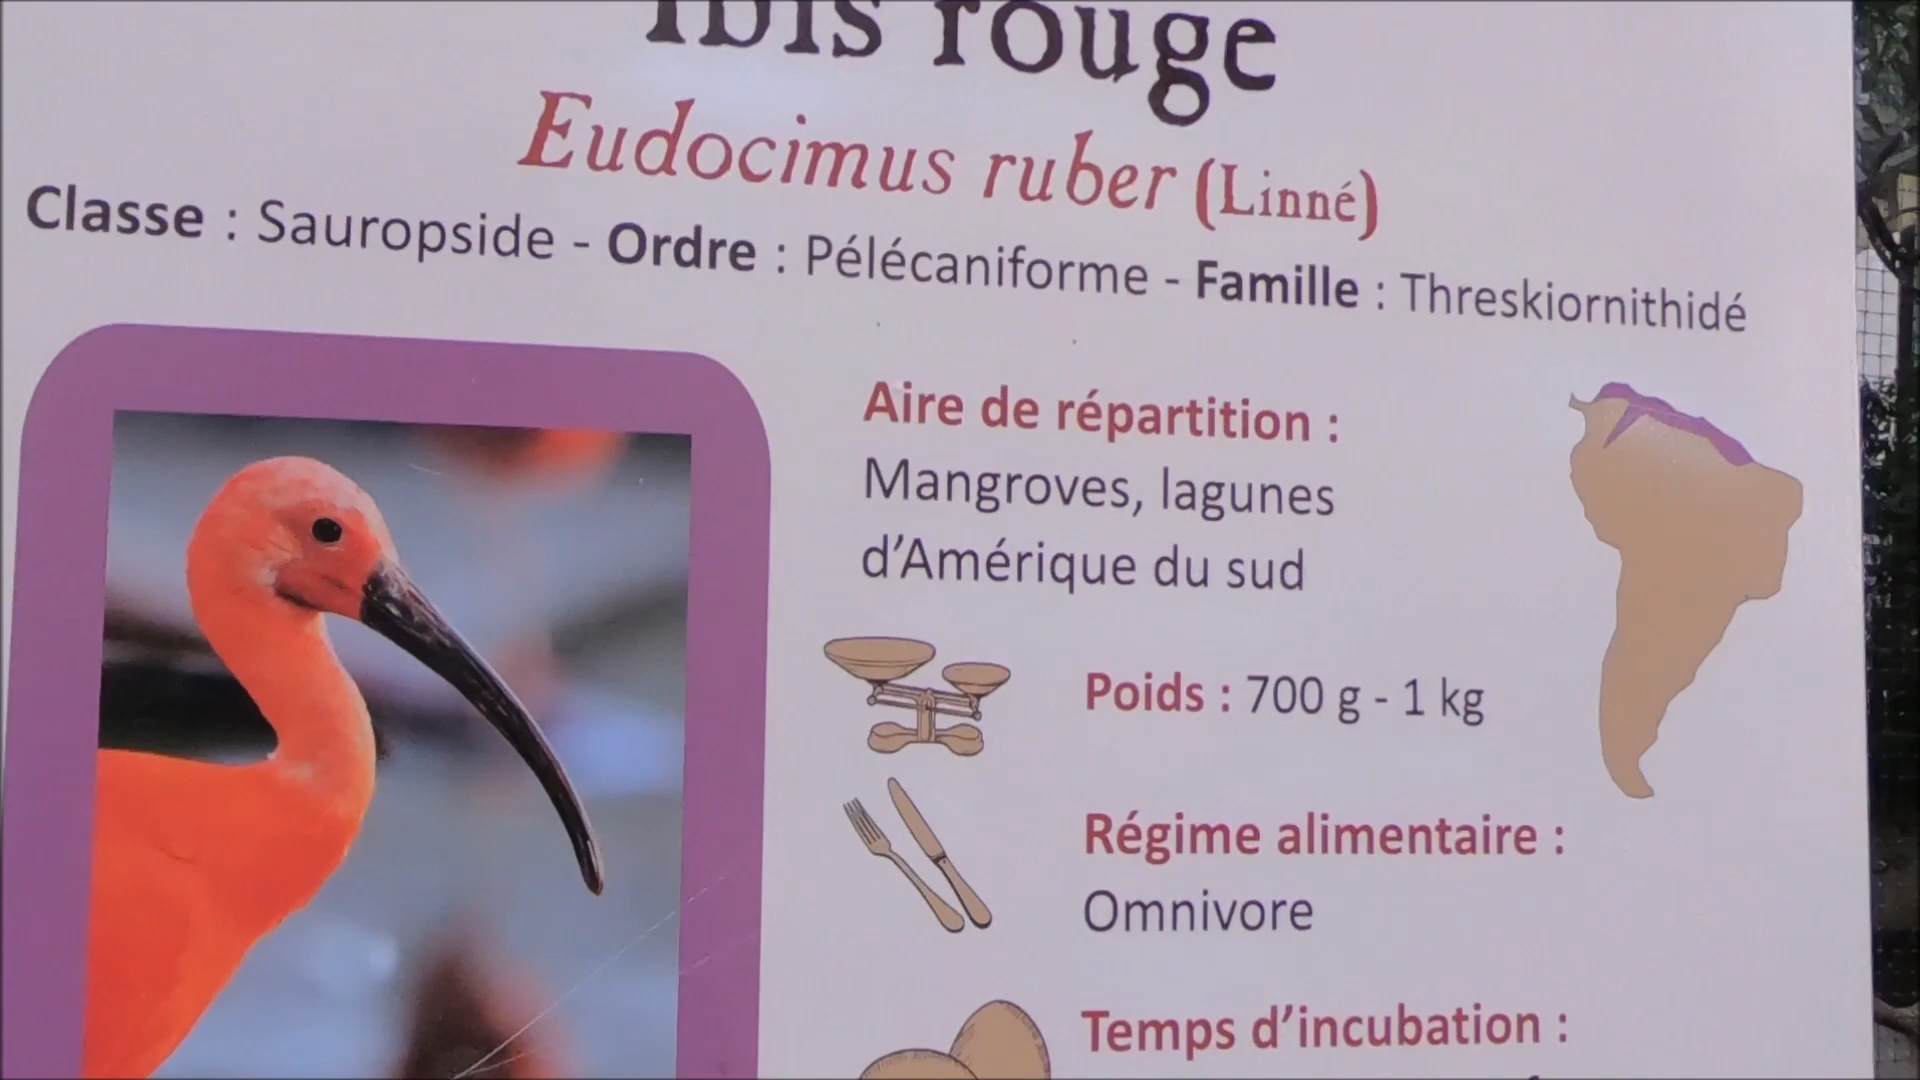 Ibis rouge
Eudocimus ruber (Linné)
Classe : Sauropside - Ordre : Pélécaniforme - Famille : Threskiornithidé
Aire de répartition :
Mangroves, lagunes
d'Amérique du sud
Poids : 700 g - 1 kg
Régime alimentaire :
Omnivore
Temps d'incubation :